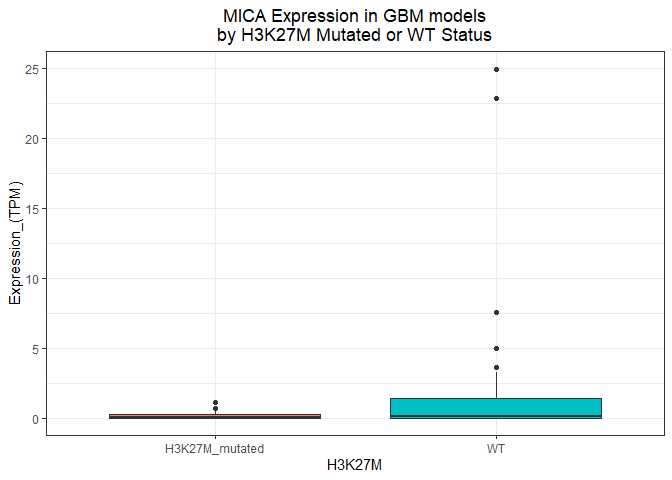 MICA Expression in GBM models
by H3K27M Mutated or WT Status
25
20
15
10
5
0
Expression_(TPM)
H3K27M_mutated
WT
H3K27M